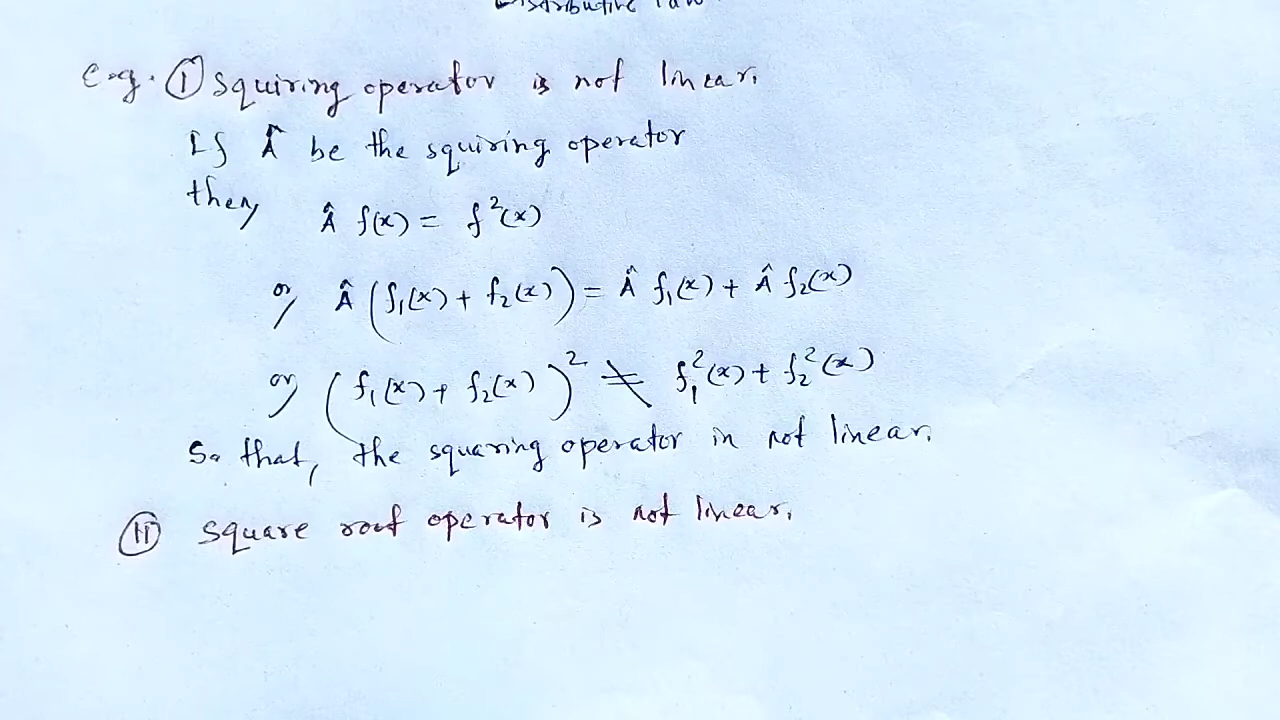 Distributive law
e.g. (I) Squiring operator is not linear.
If Â be the squiring operator
then Â f(x) = f²(x)
or, Â (f₁(x) + f₂(x)) = Â f₁(x) + Â f₂(x)
or, (f₁(x) + f₂(x))² ≠ f₁²(x) + f₂²(x)
So that, the squaring operator in not linear.
(II) Square root operator is not linear.